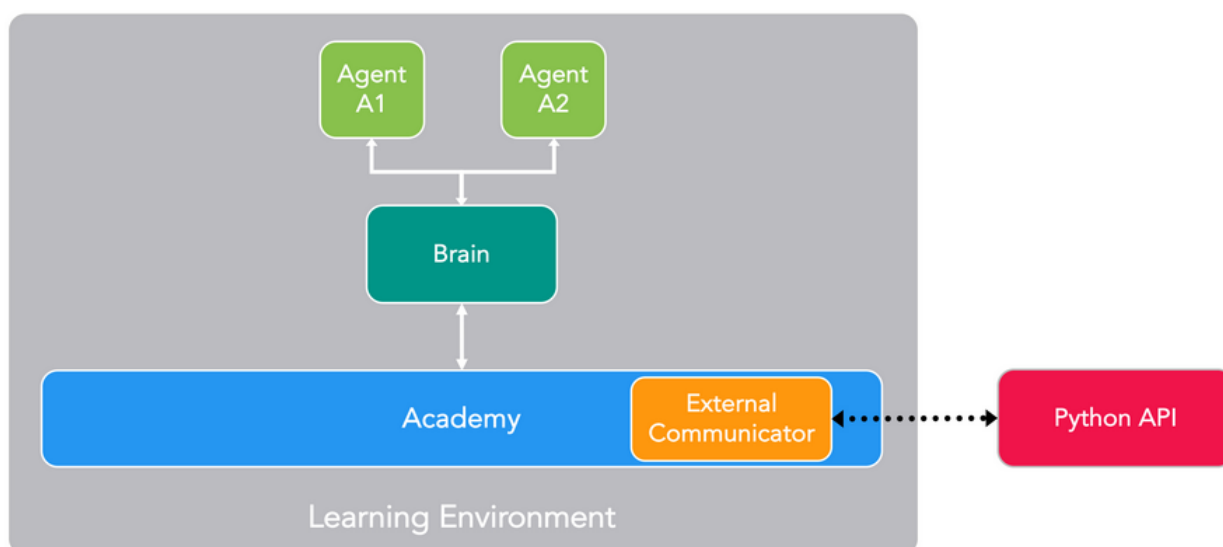 Agent
A1
Agent
A2
Brain
Academy
External
Communicator
Python API
Learning Environment